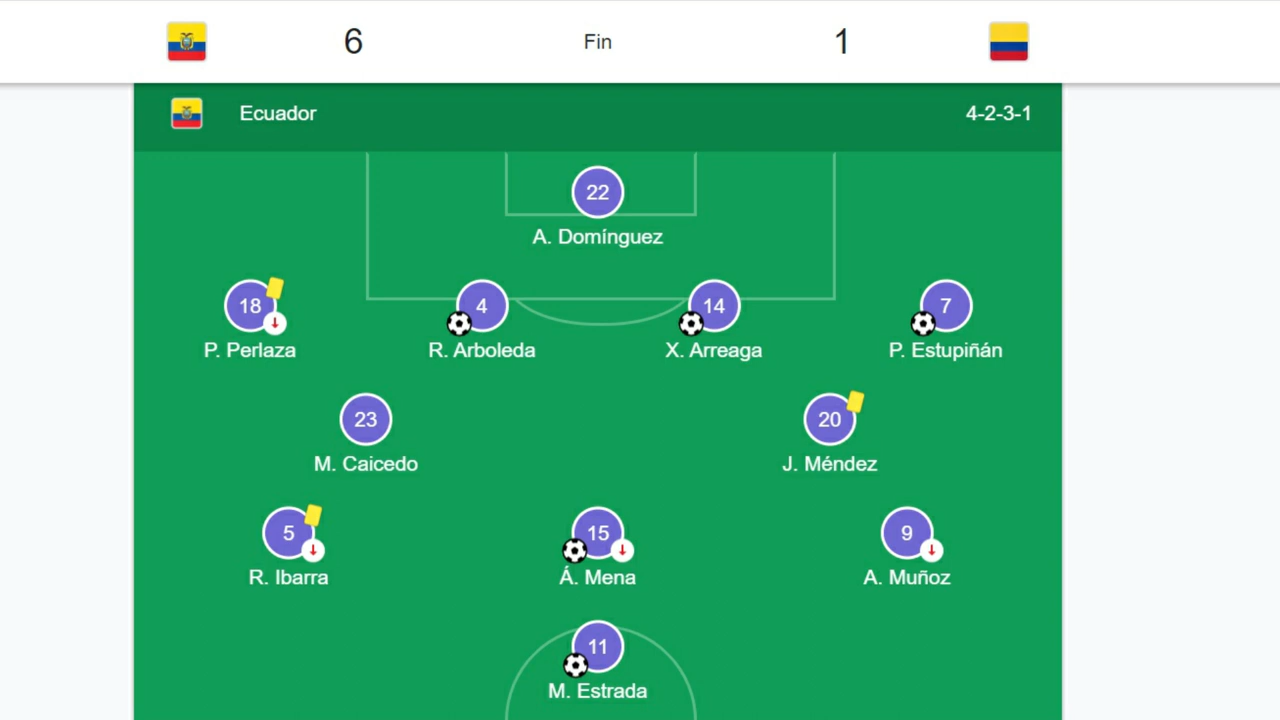 6 Fin 1
Ecuador 4-2-3-1
22
A. Domínguez
18 4 14 7
P. Perlaza R. Arboleda X. Arreaga P. Estupiñán
23 20
M. Caicedo J. Méndez
5 15 9
R. Ibarra Á. Mena A. Muñoz
11
M. Estrada